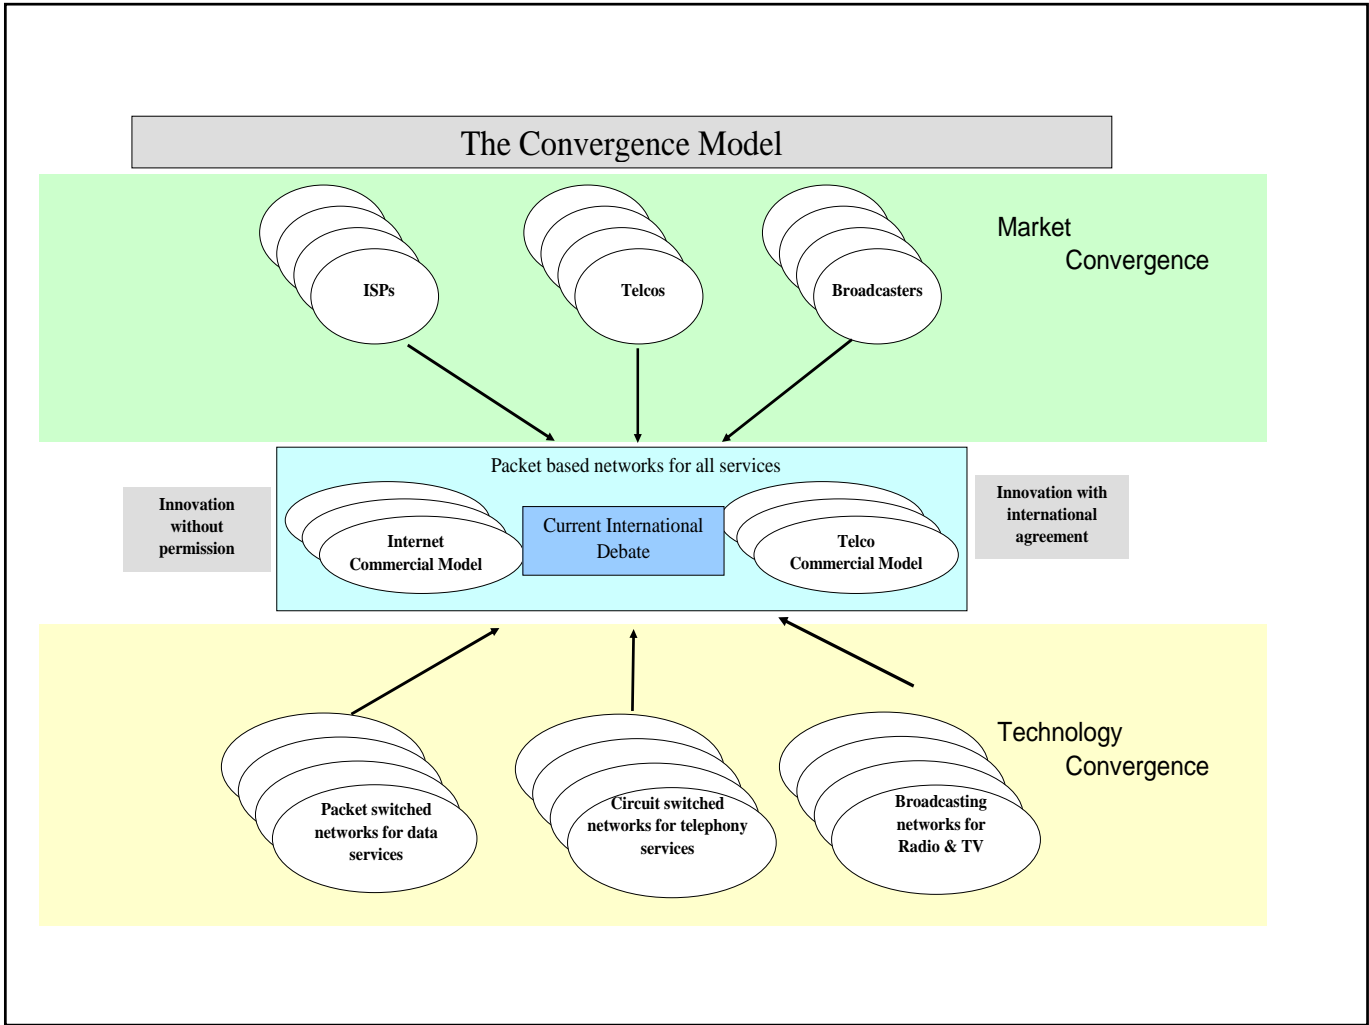 The Convergence Model
Market
Convergence
ISPs
Telcos
Broadcasters
Packet based networks for all services
Innovation
without
permission
Internet
Commercial Model
Current International
Debate
Telco
Commercial Model
Innovation with
international
agreement
Technology
Convergence
Packet switched
networks for data
services
Circuit switched
networks for telephony
services
Broadcasting
networks for
Radio & TV